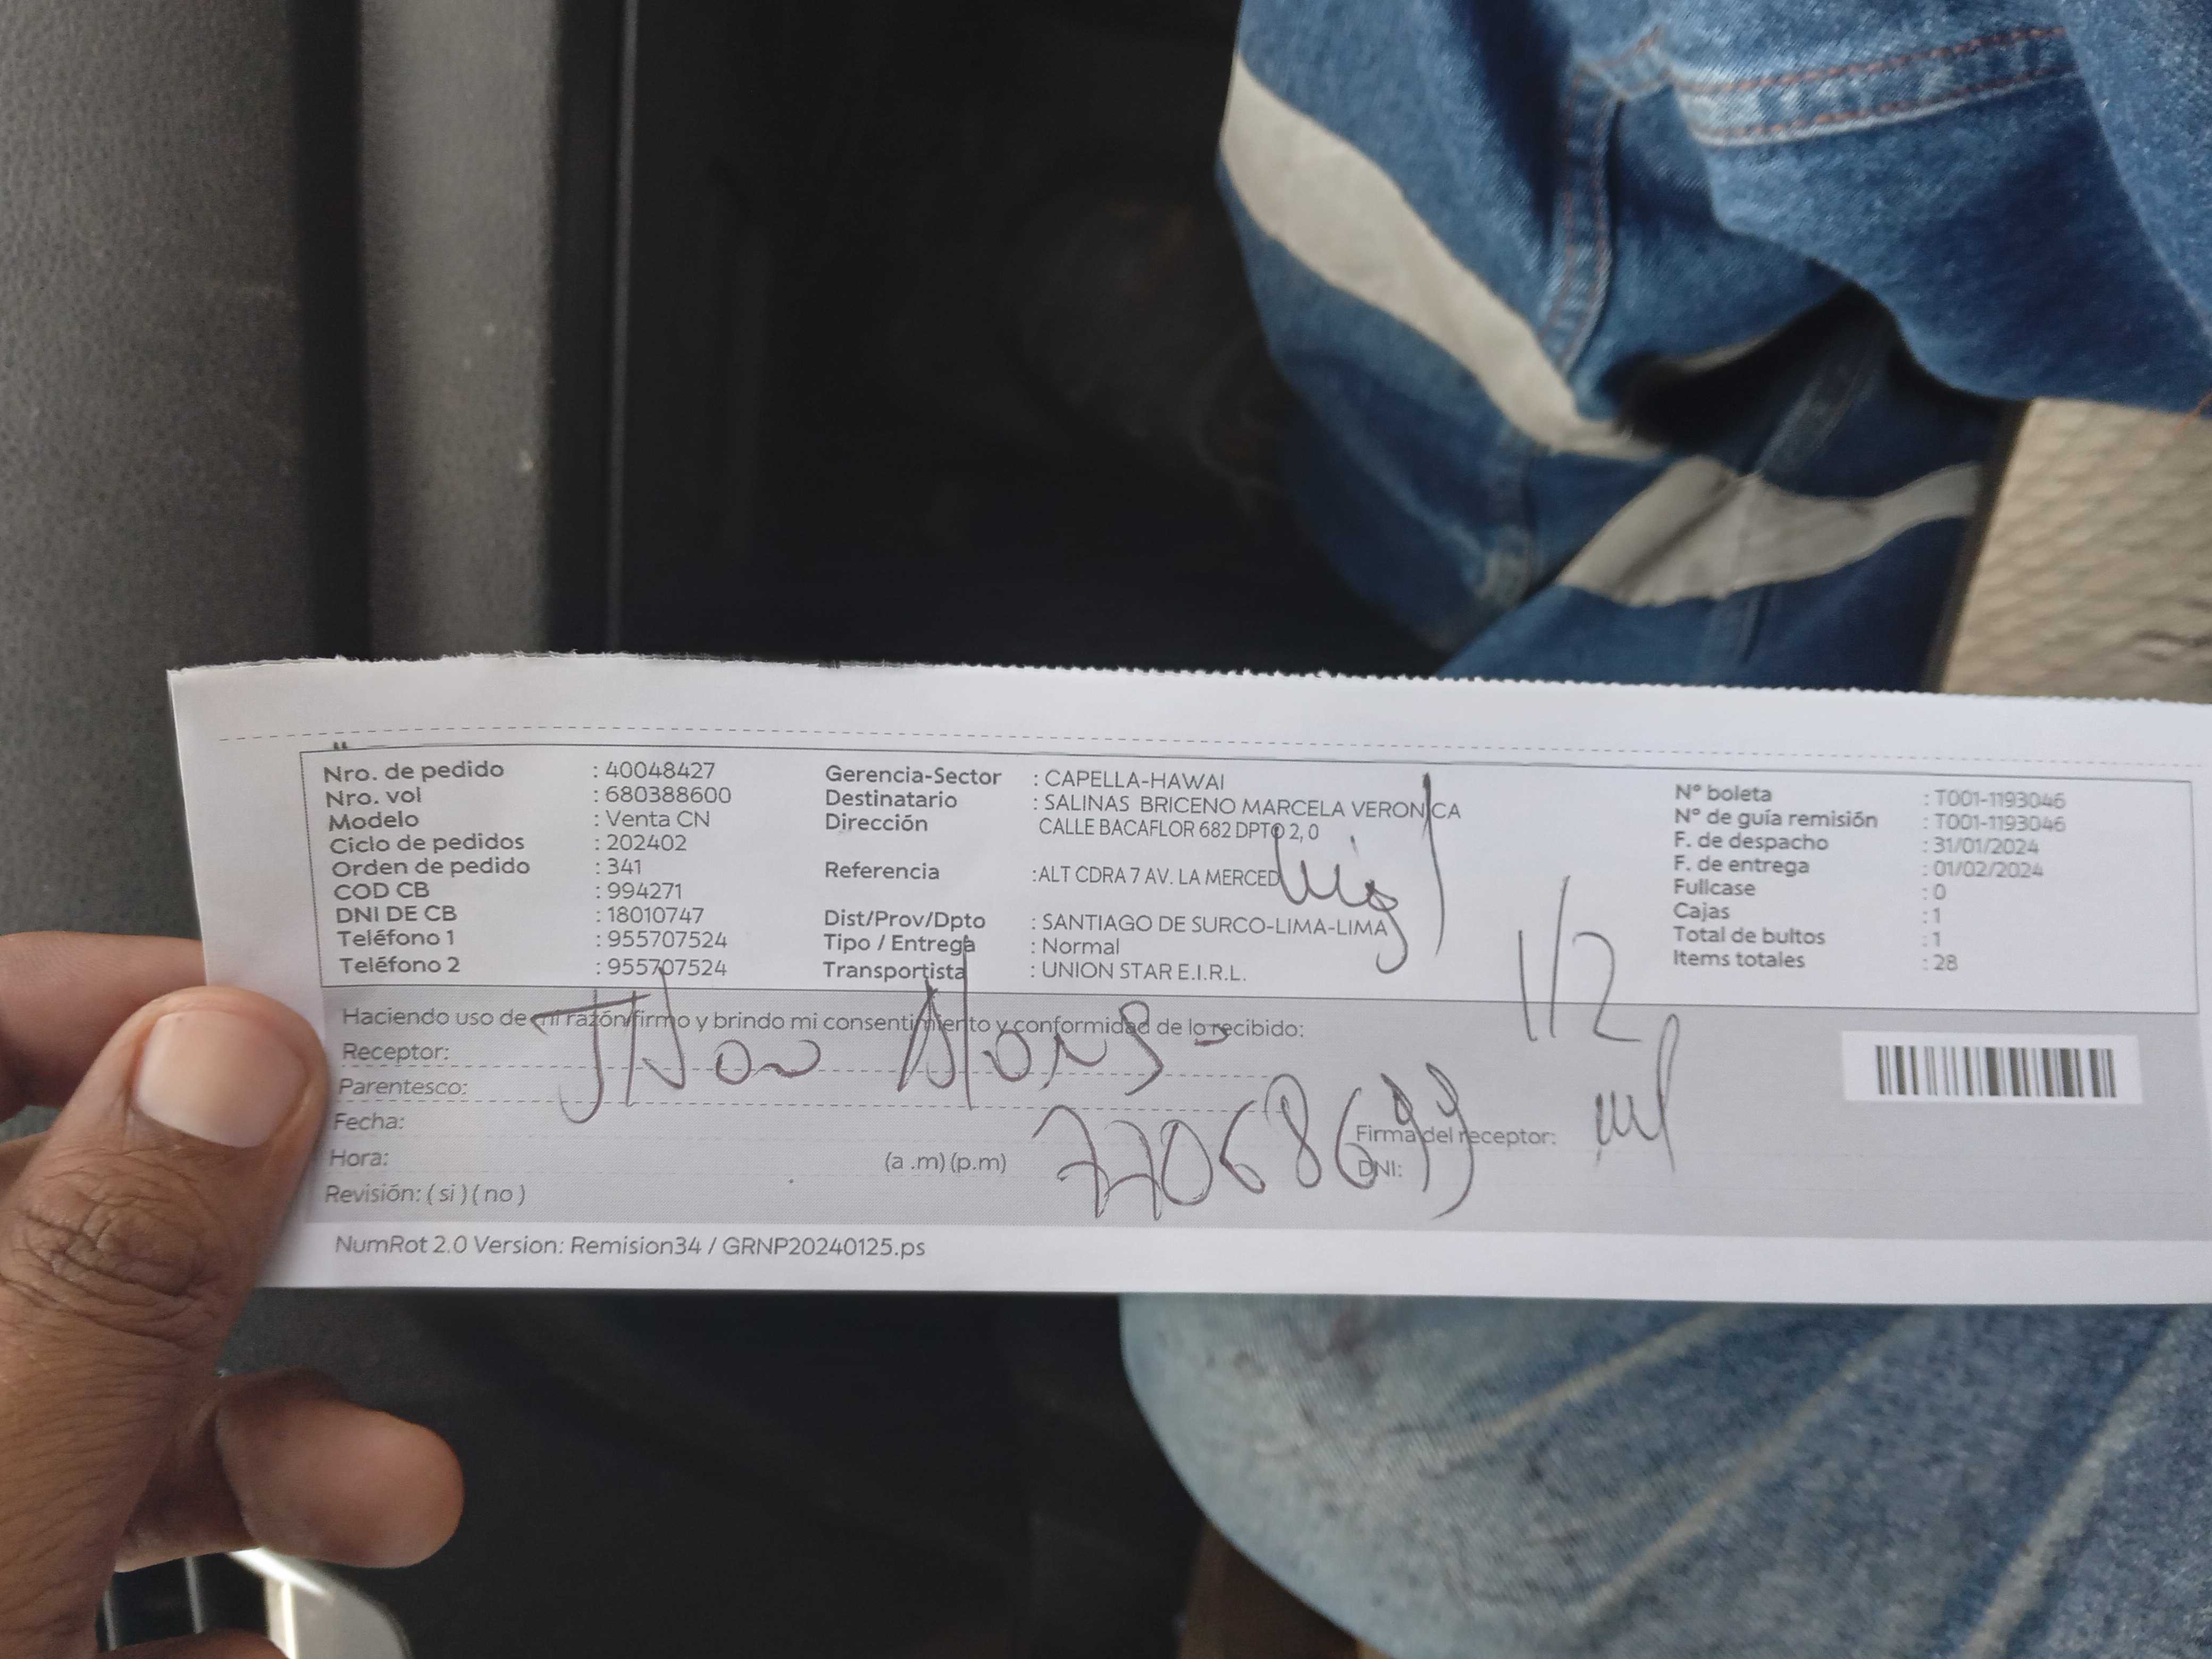 Nro. de pedido : 40048427
Nro. vol : 680388600
Modelo : Venta CN
Ciclo de pedidos : 202402
Orden de pedido : 341
COD CB : 994271
DNI DE CB : 18010747
Teléfono 1 : 955707524
Teléfono 2 : 955707524
Gerencia-Sector : CAPELLA-HAWAI
Destinatario : SALINAS BRICENO MARCELA VERONICA
Dirección CALLE BACAFLOR 682 DPTO 2, 0
Referencia :ALT CDRA 7 AV. LA MERCED
Dist/Prov/Dpto : SANTIAGO DE SURCO-LIMA-LIMA
Tipo / Entrega : Normal
Transportista : UNION STAR E.I.R.L.
N° boleta : T001-1193046
N° de guía remisión : T001-1193046
F. de despacho : 31/01/2024
F. de entrega : 01/02/2024
Fullcase : 0
Cajas : 1
Total de bultos : 1
Items totales : 28
1/2
Haciendo uso de mi razón firmo y brindo mi consentimiento y conformidad de lo recibido:
Receptor:
Parentesco:
Fecha:
Hora: (a .m) (p.m)
Revisión: ( si ) ( no )
77068699
Firma del receptor:
DNI:
NumRot 2.0 Version: Remision34 / GRNP20240125.ps